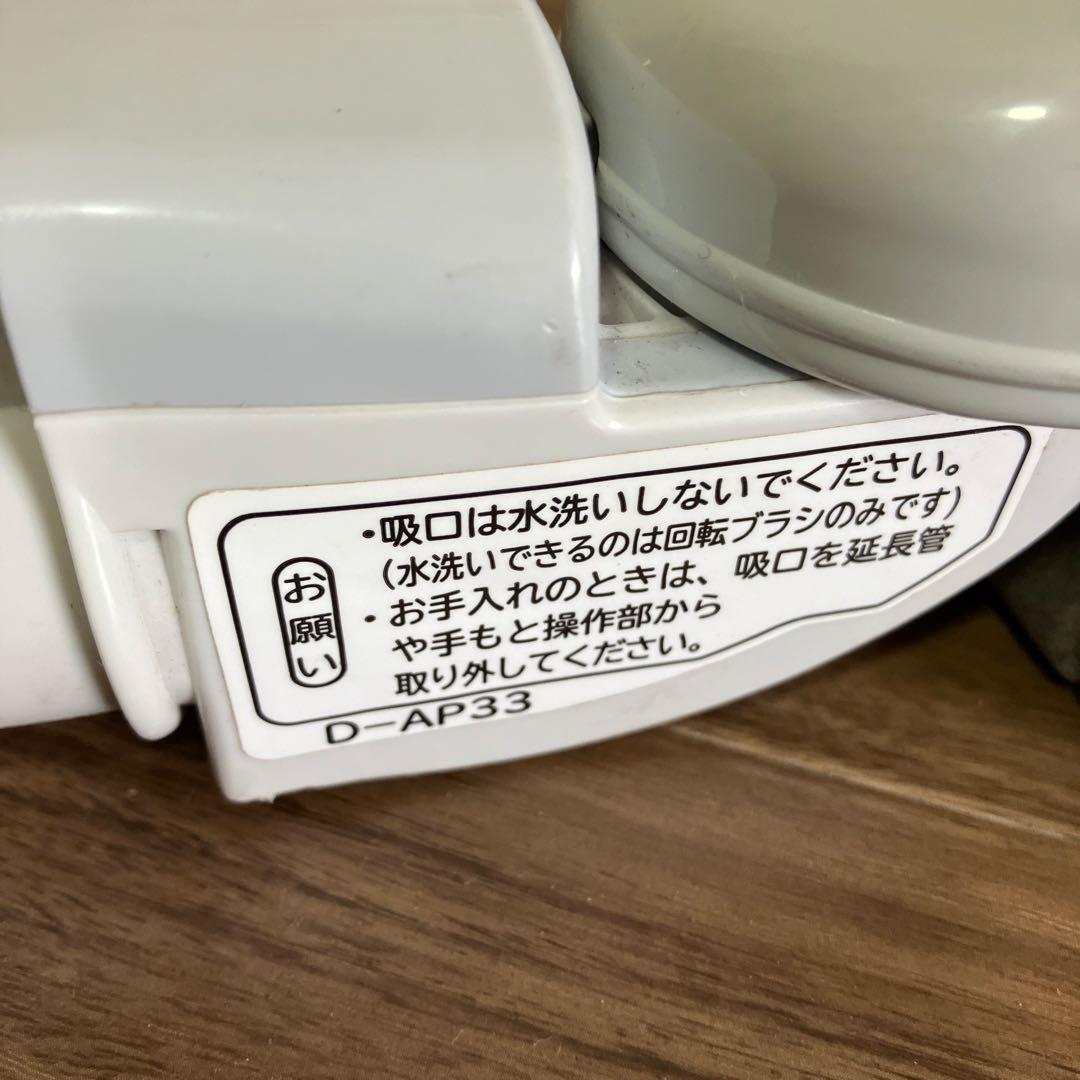 お願い
・吸口は水洗いしないでください。
（水洗いできるのは回転ブラシのみです）
・お手入れのときは、吸口を延長管
や手もと操作部から
取り外してください。
D-AP33